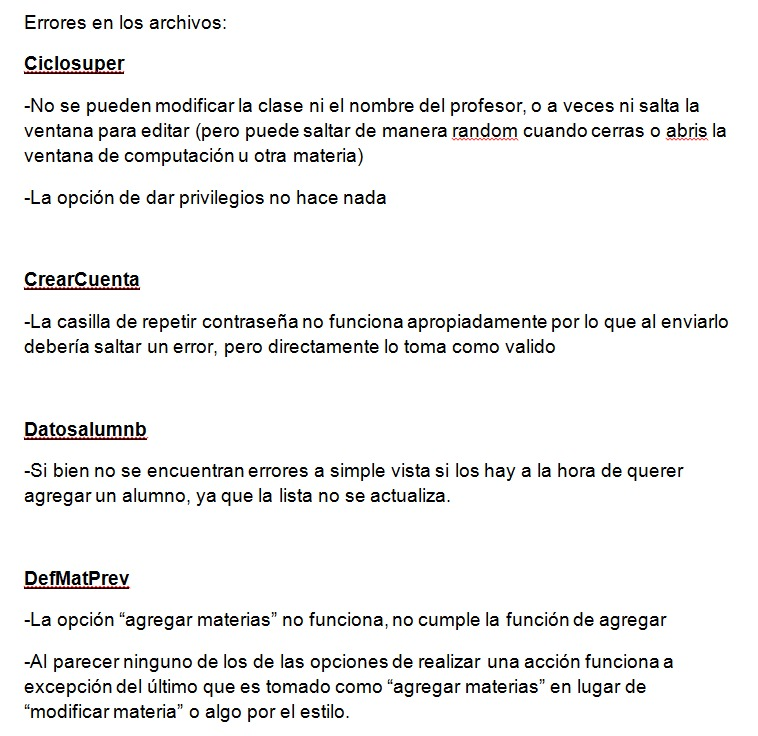 Errores en los archivos:
Ciclosuper
-No se pueden modificar la clase ni el nombre del profesor, o a veces ni salta la
ventana para editar (pero puede saltar de manera random cuando cerras o abris la
ventana de computación u otra materia)
-La opción de dar privilegios no hace nada
CrearCuenta
-La casilla de repetir contraseña no funciona apropiadamente por lo que al enviarlo
debería saltar un error, pero directamente lo toma como valido
Datosalumnb
-Si bien no se encuentran errores a simple vista si los hay a la hora de querer
agregar un alumno, ya que la lista no se actualiza.
DefMatPrev
-La opción “agregar materias” no funciona, no cumple la función de agregar
-Al parecer ninguno de los de las opciones de realizar una acción funciona a
excepción del último que es tomado como “agregar materias” en lugar de
“modificar materia” o algo por el estilo.